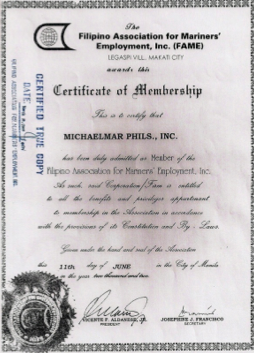 The
Filipino Association for Mariners'
Employment, Inc. (FAME)
LEGASPI VILL., MAKATI CITY
awards this
Certificate of Membership
This is to certify that
MICHAELMAR PHILS., INC.
has been duly admitted as Member of the
Filipino Association for Mariners' Employment, Inc.
As such said Corporation/Firm is entitled
to all the benefits and privileges appurtenant
to membership in the Association in accordance
with the provisions of its Constitution and By - Laws
Given under the hand and seal of the Association
this 11th day of JUNE in the City of Manila
in the year two thousand and two.
PRESIDENT
JOSEPHINE J. FRANCISCO
SECRETARY
CERTIFIED TRUE COPY
DATE: